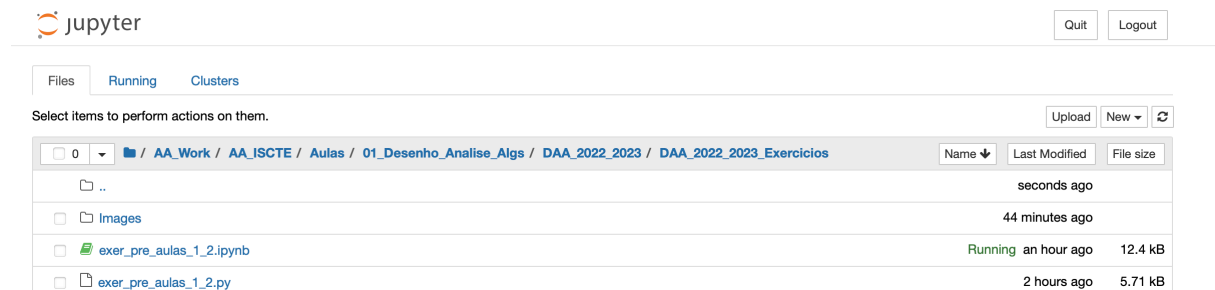 jupyter Quit Logout
Files Running Clusters
Select items to perform actions on them. Upload New
0 / AA_Work / AA_ISCTE / Aulas / 01_Desenho_Analise_Algs / DAA_2022_2023 / DAA_2022_2023_Exercicios Name Last Modified File size
.. seconds ago
Images 44 minutes ago
exer_pre_aulas_1_2.ipynb Running an hour ago 12.4 kB
exer_pre_aulas_1_2.py 2 hours ago 5.71 kB